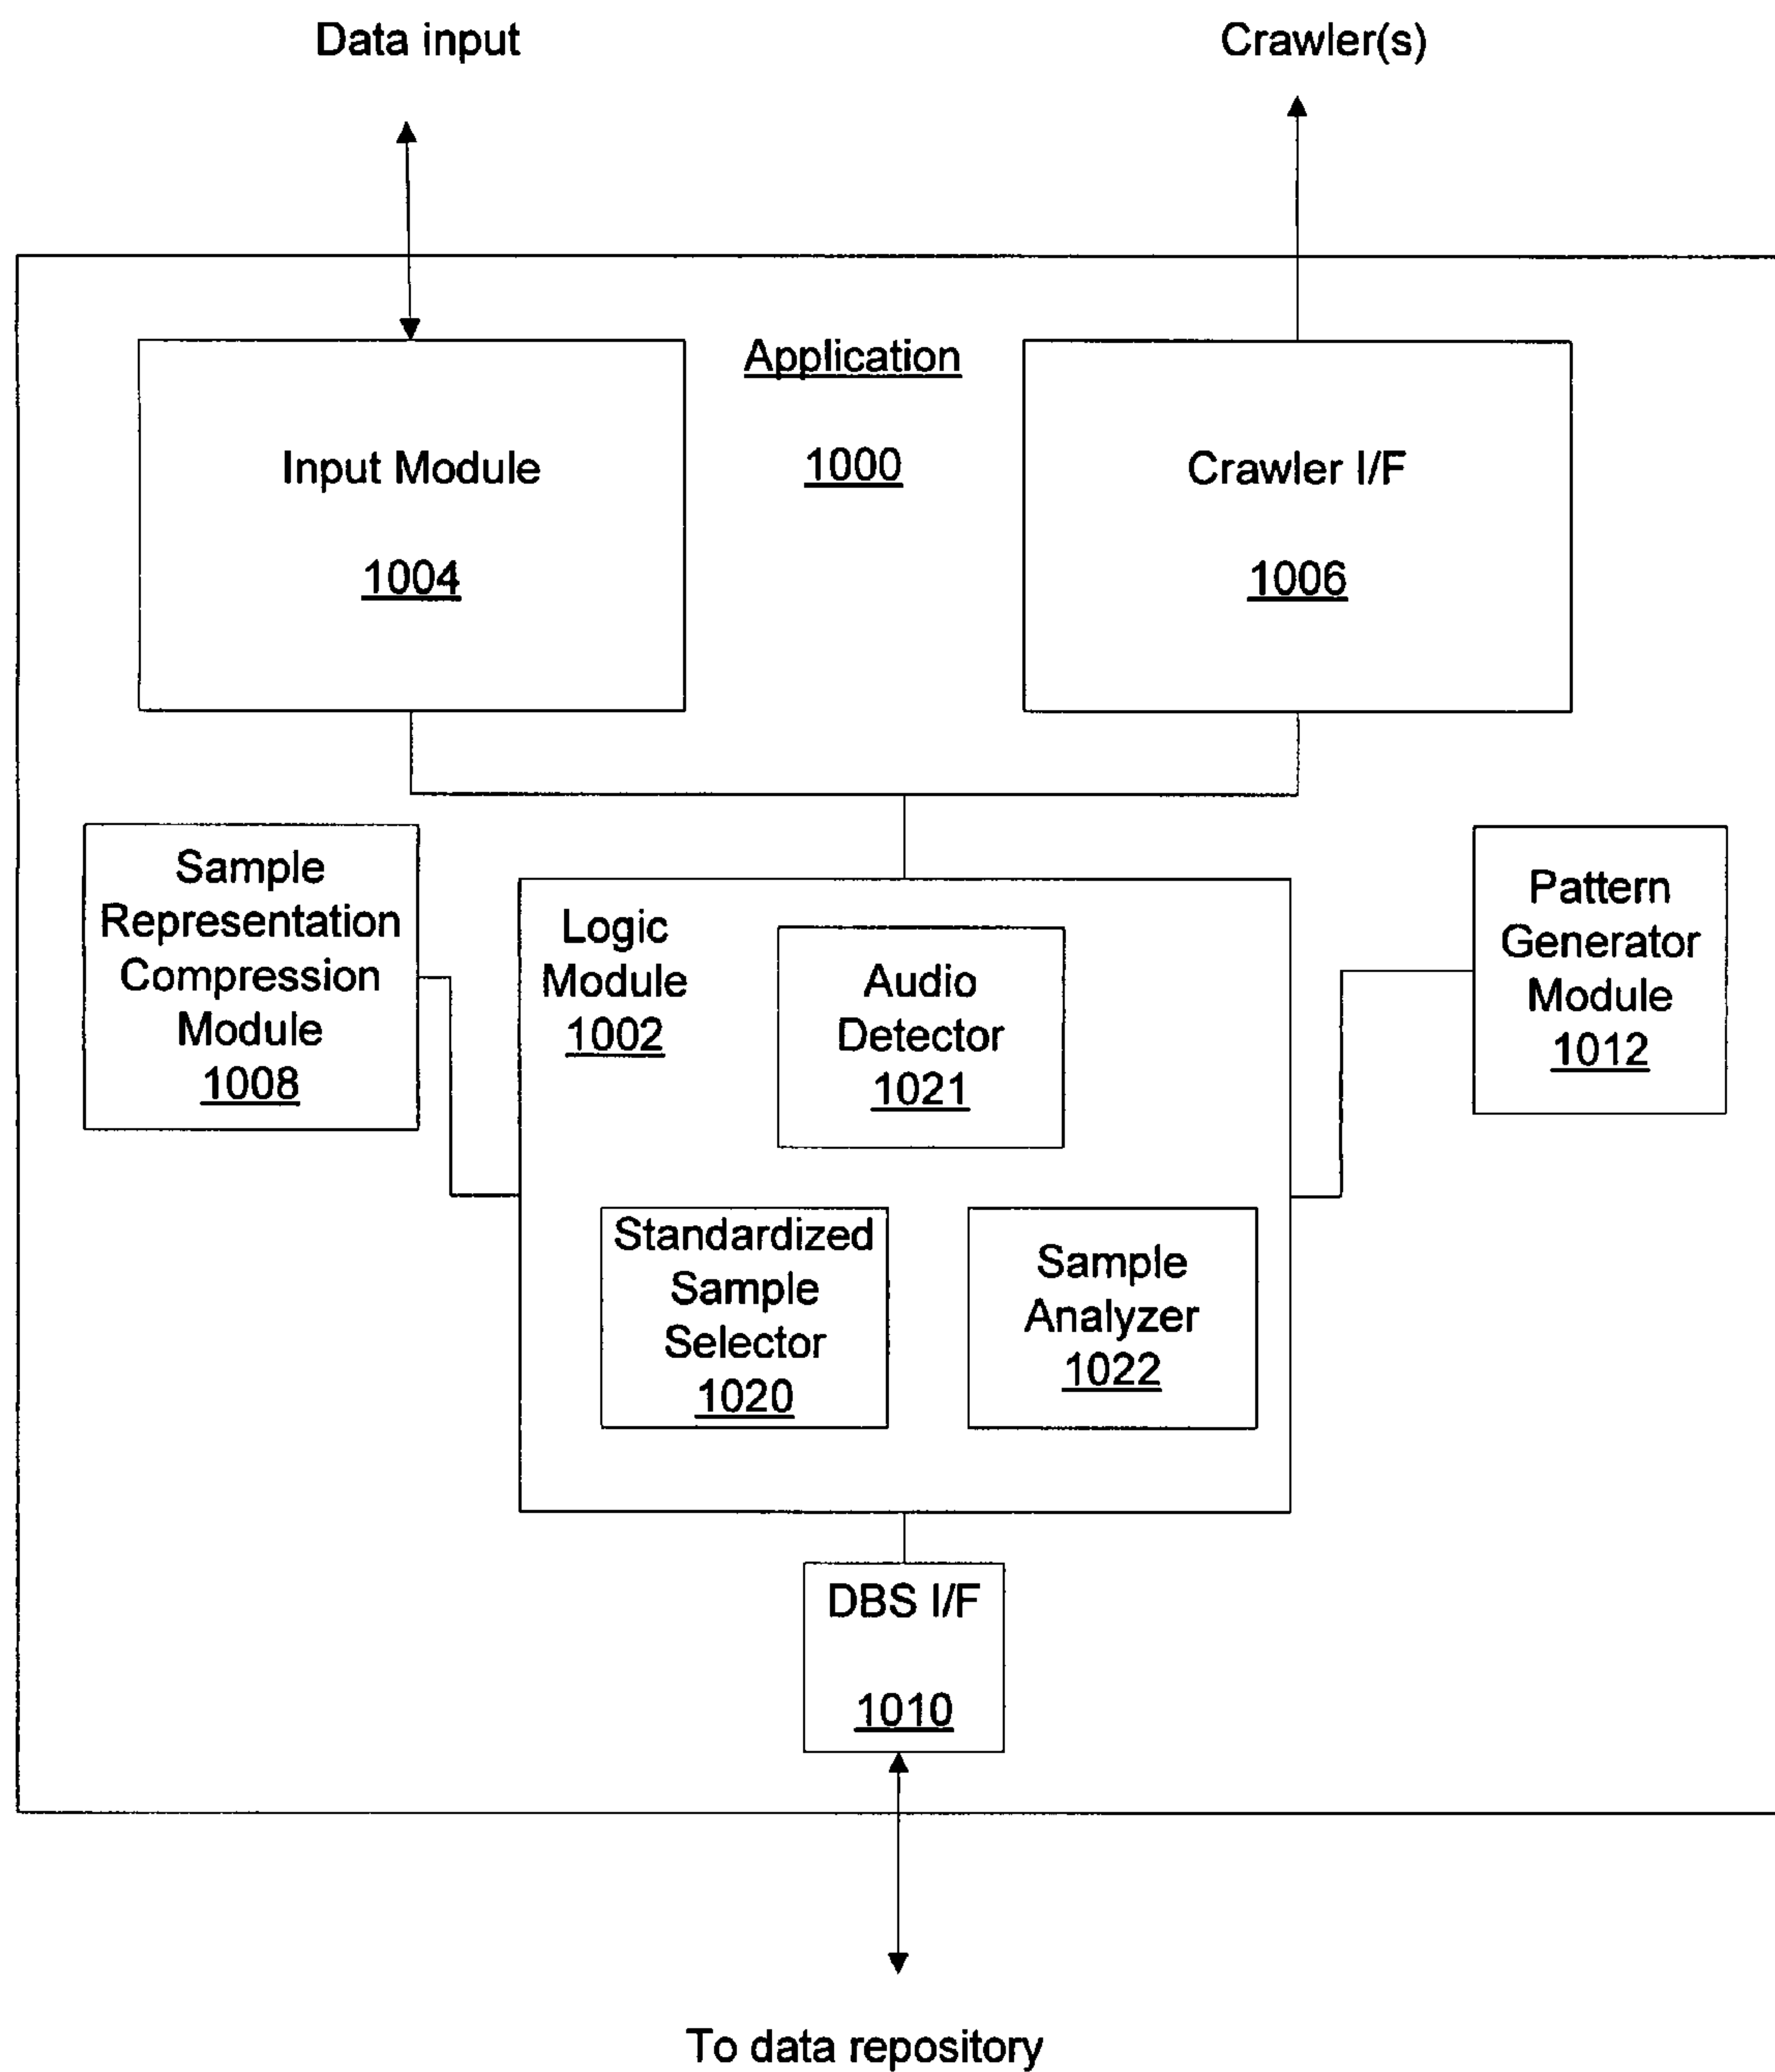 Data input
Crawler(s)
Application
1000
Input Module
1004
Crawler I/F
1006
Sample
Representation
Compression
Module
1008
Logic
Module
1002
Audio
Detector
1021
Pattern
Generator
Module
1012
Standardized
Sample
Selector
1020
Sample
Analyzer
1022
DBS I/F
1010
To data repository